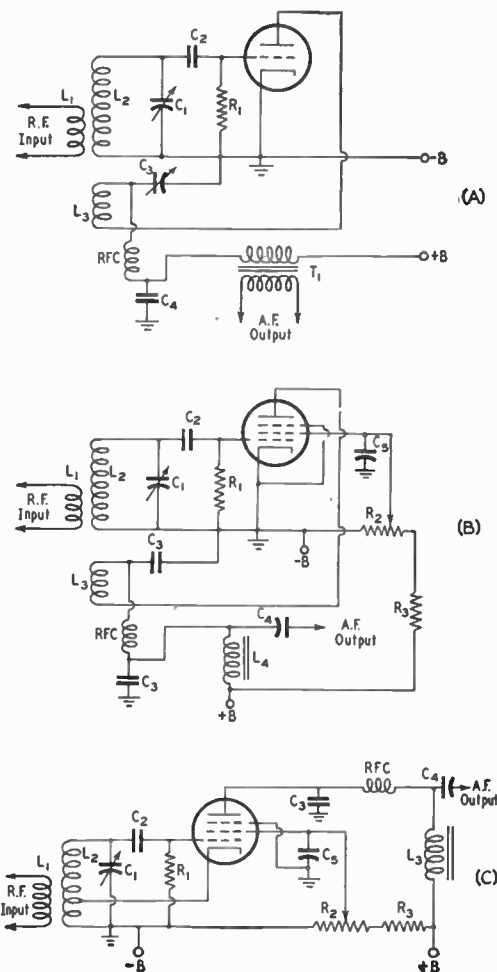 C2
L1
L2
C1
R1
R.F.
Input
-B
(A)
C3
L3
RFC
+B
T1
C4
A.F.
Output
C2
C5
L1
L2
C1
R1
R2
R.F.
Input
(B)
-B
C3
L3
R3
C4
RFC
A.F.
Output
L4
C3
+B
RFC
C4
A.F.
Output
C3
C2
L1
L2
C1
R1
C5
L3
R.F.
Input
(C)
R2
R3
-B
+B